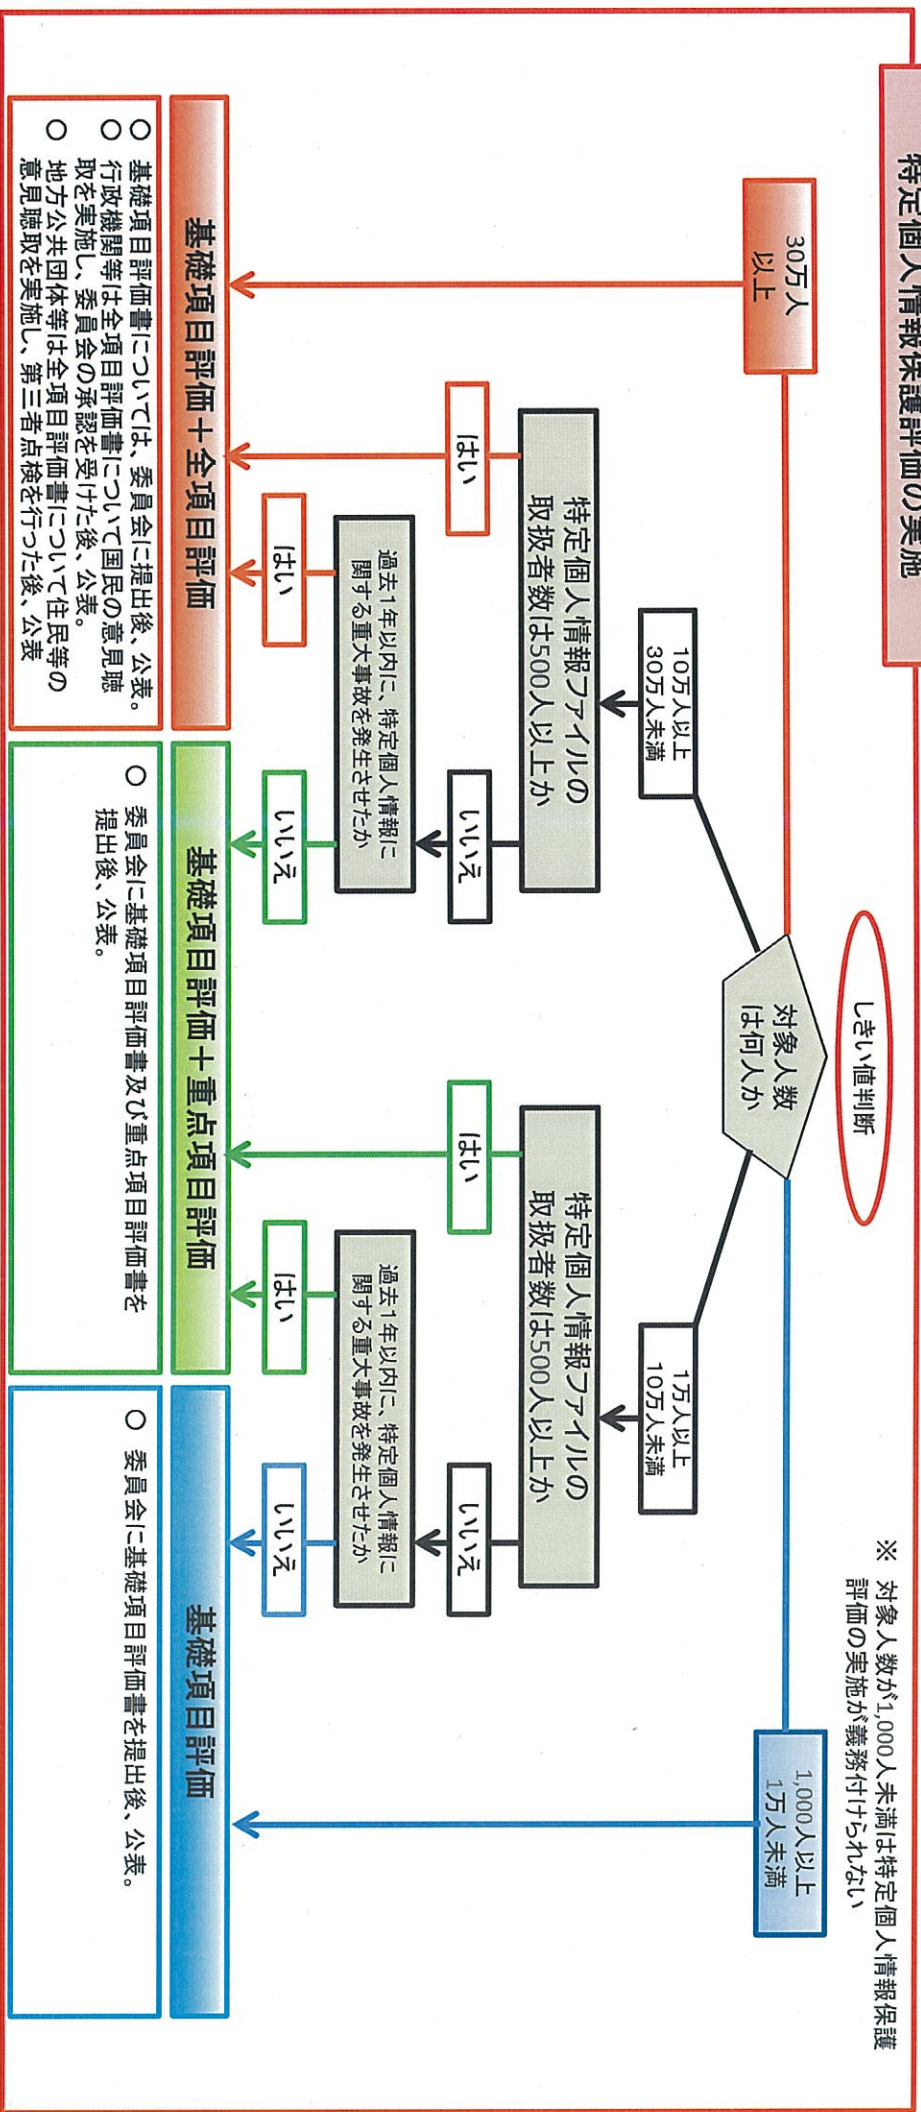 特定個人情報保護評価の実施
しきい値判断
※ 対象人数が1,000人未満は特定個人情報保護
評価の実施が義務付けられない
対象人数
は何人か
30万人
以上
10万人以上
30万人未満
1万人以上
10万人未満
1,000人以上
1万人未満
特定個人情報ファイルの
取扱者数は500人以上か
特定個人情報ファイルの
取扱者数は500人以上か
はい
いいえ
はい
いいえ
過去1年以内に、特定個人情報に
関する重大事故を発生させたか
過去1年以内に、特定個人情報に
関する重大事故を発生させたか
はい
いいえ
はい
いいえ
基礎項目評価＋全項目評価
基礎項目評価＋重点項目評価
基礎項目評価
○ 基礎項目評価書については、委員会に提出後、公表。
○ 行政機関等は全項目評価書について国民の意見聴
取を実施し、委員会の承認を受けた後、公表。
○ 地方公共団体等は全項目評価書について住民等の
意見聴取を実施し、第三者点検を行った後、公表
○ 委員会に基礎項目評価書及び重点項目評価書を
提出後、公表。
○ 委員会に基礎項目評価書を提出後、公表。